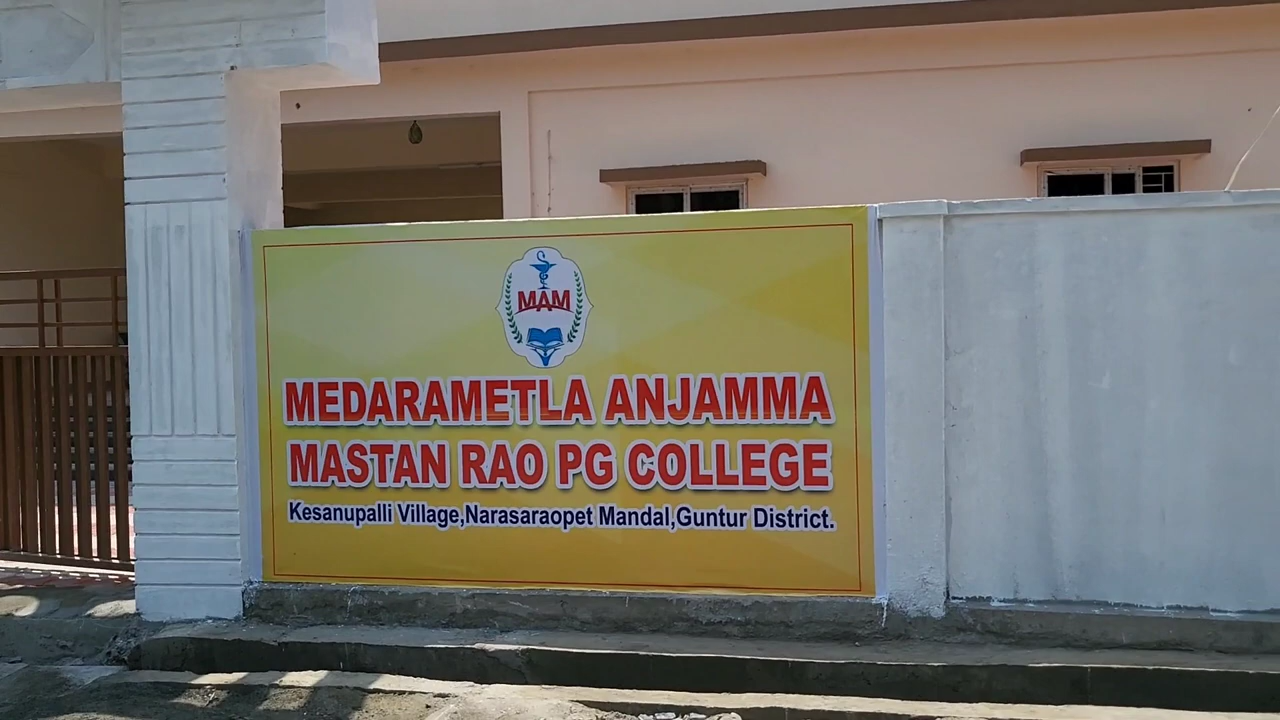 MAM
MEDARAMETLA ANJAMMA
MASTAN RAO PG COLLEGE
Kesanupalli Village,Narasaraopet Mandal,Guntur District.